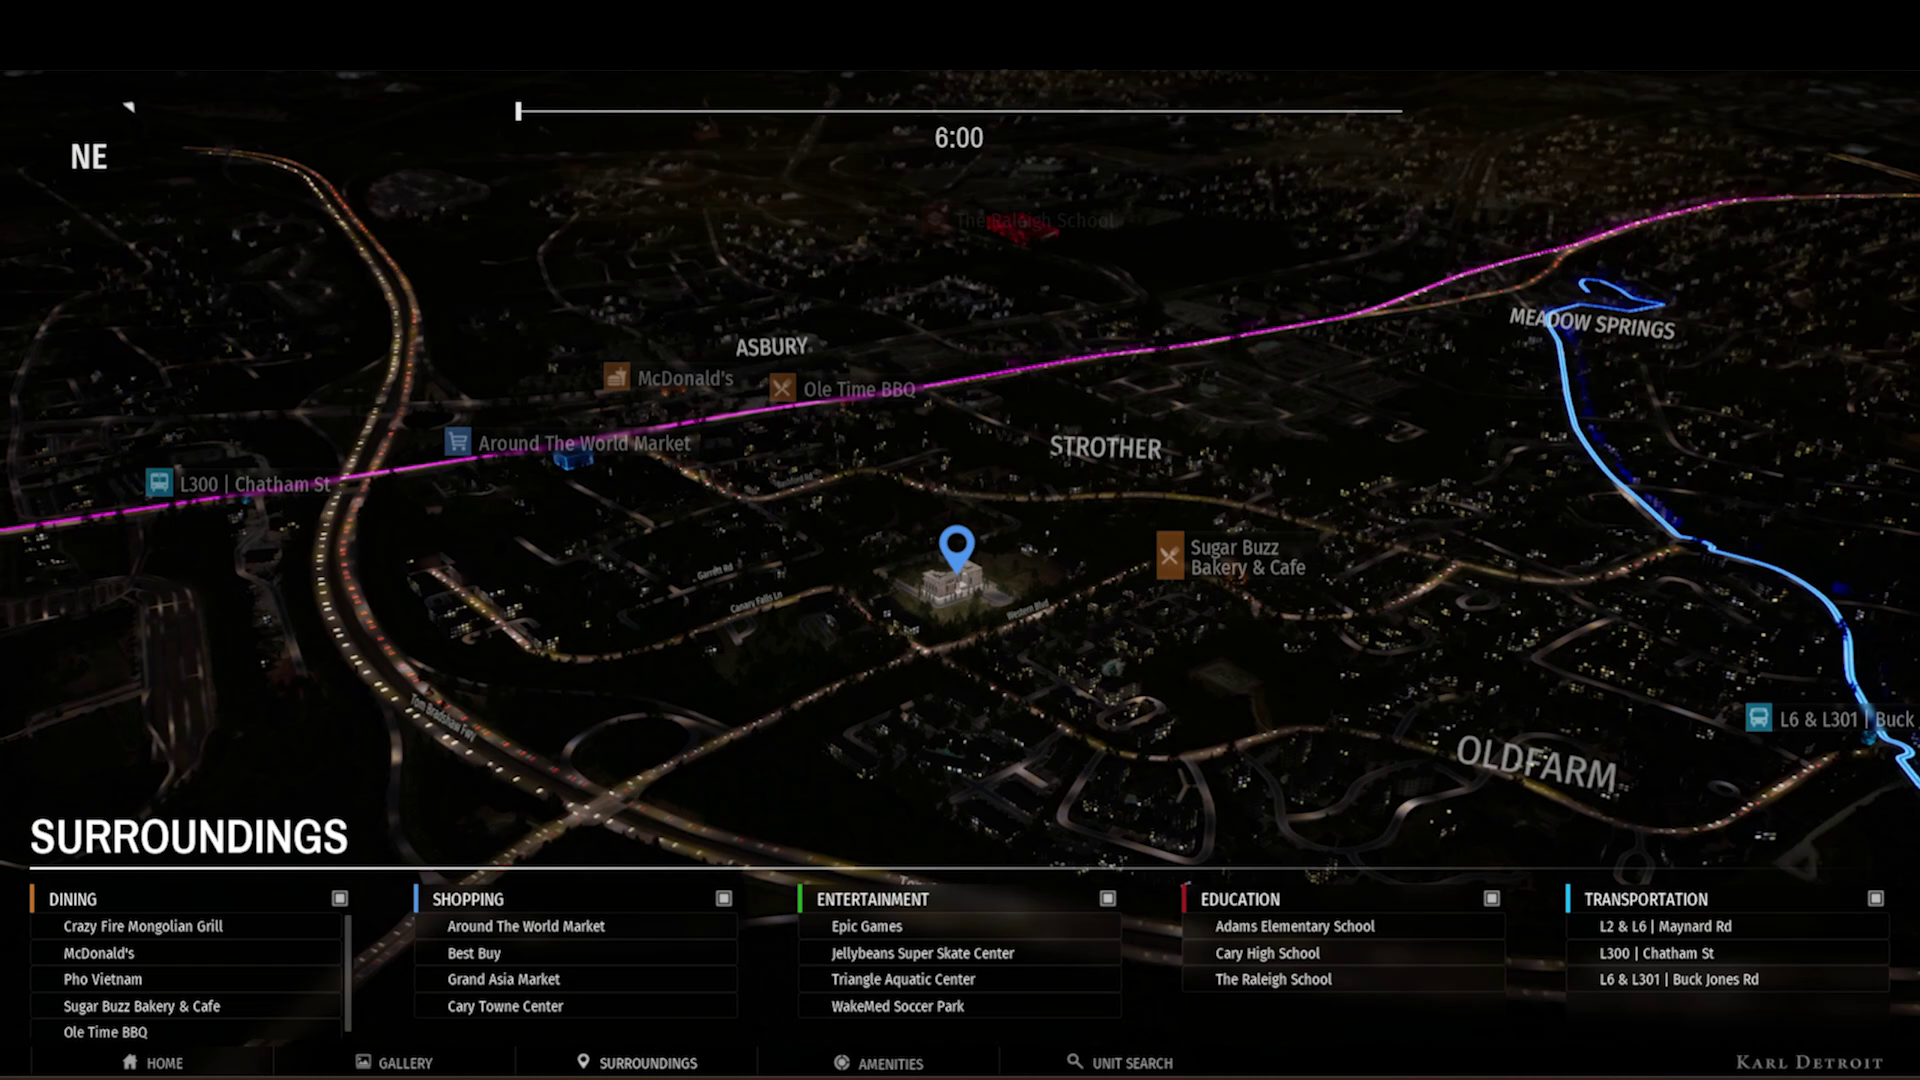 NE
6:00
The Raleigh School
ASBURY
MEADOW SPRINGS
McDonald's
Ole Time BBQ
Around The World Market
STROTHER
L300 | Chatham St
Sugar Buzz
Bakery & Cafe
Garrett Rd
Canary Falls Ln
Western Blvd
Tom Bradshaw Fwy
L6 & L301 | Buck
OLDFARM
SURROUNDINGS
DINING
Crazy Fire Mongolian Grill
McDonald's
Pho Vietnam
Sugar Buzz Bakery & Cafe
Ole Time BBQ
SHOPPING
Around The World Market
Best Buy
Grand Asia Market
Cary Towne Center
ENTERTAINMENT
Epic Games
Jellybeans Super Skate Center
Triangle Aquatic Center
WakeMed Soccer Park
EDUCATION
Adams Elementary School
Cary High School
The Raleigh School
TRANSPORTATION
L2 & L6 | Maynard Rd
L300 | Chatham St
L6 & L301 | Buck Jones Rd
HOME
GALLERY
SURROUNDINGS
AMENITIES
UNIT SEARCH
KARL DETROIT